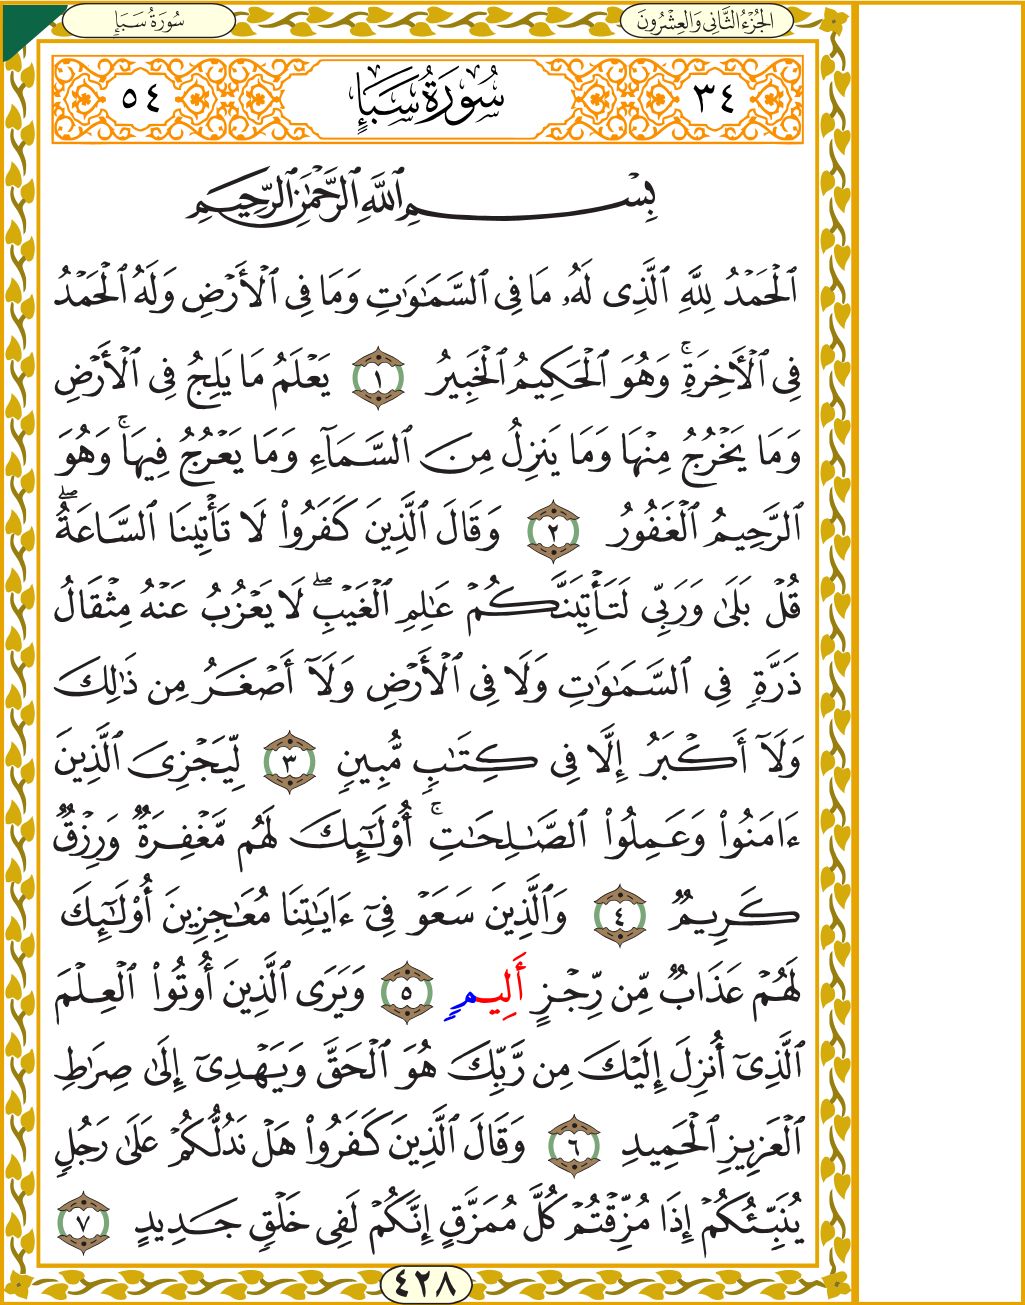 سُورَةُ سَبَإٍ
الجُزْءُ الثَّانِي وَالعِشْرُونَ
٣٤ سُورَةُ سَبَإٍ ٥٤
بِسْمِ ٱللَّهِ ٱلرَّحْمَٰنِ ٱلرَّحِيمِ
ٱلْحَمْدُ لِلَّهِ ٱلَّذِى لَهُۥ مَا فِى ٱلسَّمَٰوَٰتِ وَمَا فِى ٱلْأَرْضِ وَلَهُ ٱلْحَمْدُ
فِى ٱلْأَخِرَةِۚ وَهُوَ ٱلْحَكِيمُ ٱلْخَبِيرُ ١ يَعْلَمُ مَا يَلِجُ فِى ٱلْأَرْضِ
وَمَا يَخْرُجُ مِنْهَا وَمَا يَنزِلُ مِنَ ٱلسَّمَآءِ وَمَا يَعْرُجُ فِيهَاۚ وَهُوَ
ٱلرَّحِيمُ ٱلْغَفُورُ ٢ وَقَالَ ٱلَّذِينَ كَفَرُوا۟ لَا تَأْتِينَا ٱلسَّاعَةُۖ
قُلْ بَلَىٰ وَرَبِّى لَتَأْتِيَنَّكُمْ عَٰلِمِ ٱلْغَيْبِۖ لَا يَعْزُبُ عَنْهُ مِثْقَالُ
ذَرَّةٍ فِى ٱلسَّمَٰوَٰتِ وَلَا فِى ٱلْأَرْضِ وَلَآ أَصْغَرُ مِن ذَٰلِكَ
وَلَآ أَكْبَرُ إِلَّا فِى كِتَٰبٍ مُّبِينٍ ٣ لِّيَجْزِىَ ٱلَّذِينَ
ءَامَنُوا۟ وَعَمِلُوا۟ ٱلصَّٰلِحَٰتِۚ أُو۟لَٰٓئِكَ لَهُم مَّغْفِرَةٌ وَرِزْقٌ
كَرِيمٌ ٤ وَٱلَّذِينَ سَعَوْ فِىٓ ءَايَٰتِنَا مُعَٰجِزِينَ أُو۟لَٰٓئِكَ
لَهُمْ عَذَابٌ مِّن رِّجْزٍ أَلِيمٍ ٥ وَيَرَى ٱلَّذِينَ أُوتُوا۟ ٱلْعِلْمَ
ٱلَّذِىٓ أُنزِلَ إِلَيْكَ مِن رَّبِّكَ هُوَ ٱلْحَقَّ وَيَهْدِىٓ إِلَىٰ صِرَٰطِ
ٱلْعَزِيزِ ٱلْحَمِيدِ ٦ وَقَالَ ٱلَّذِينَ كَفَرُوا۟ هَلْ نَدُلُّكُمْ عَلَىٰ رَجُلٍ
يُنَبِّئُكُمْ إِذَا مُزِّقْتُمْ كُلَّ مُمَزَّقٍ إِنَّكُمْ لَفِى خَلْقٍ جَدِيدٍ ٧
٤٢٨